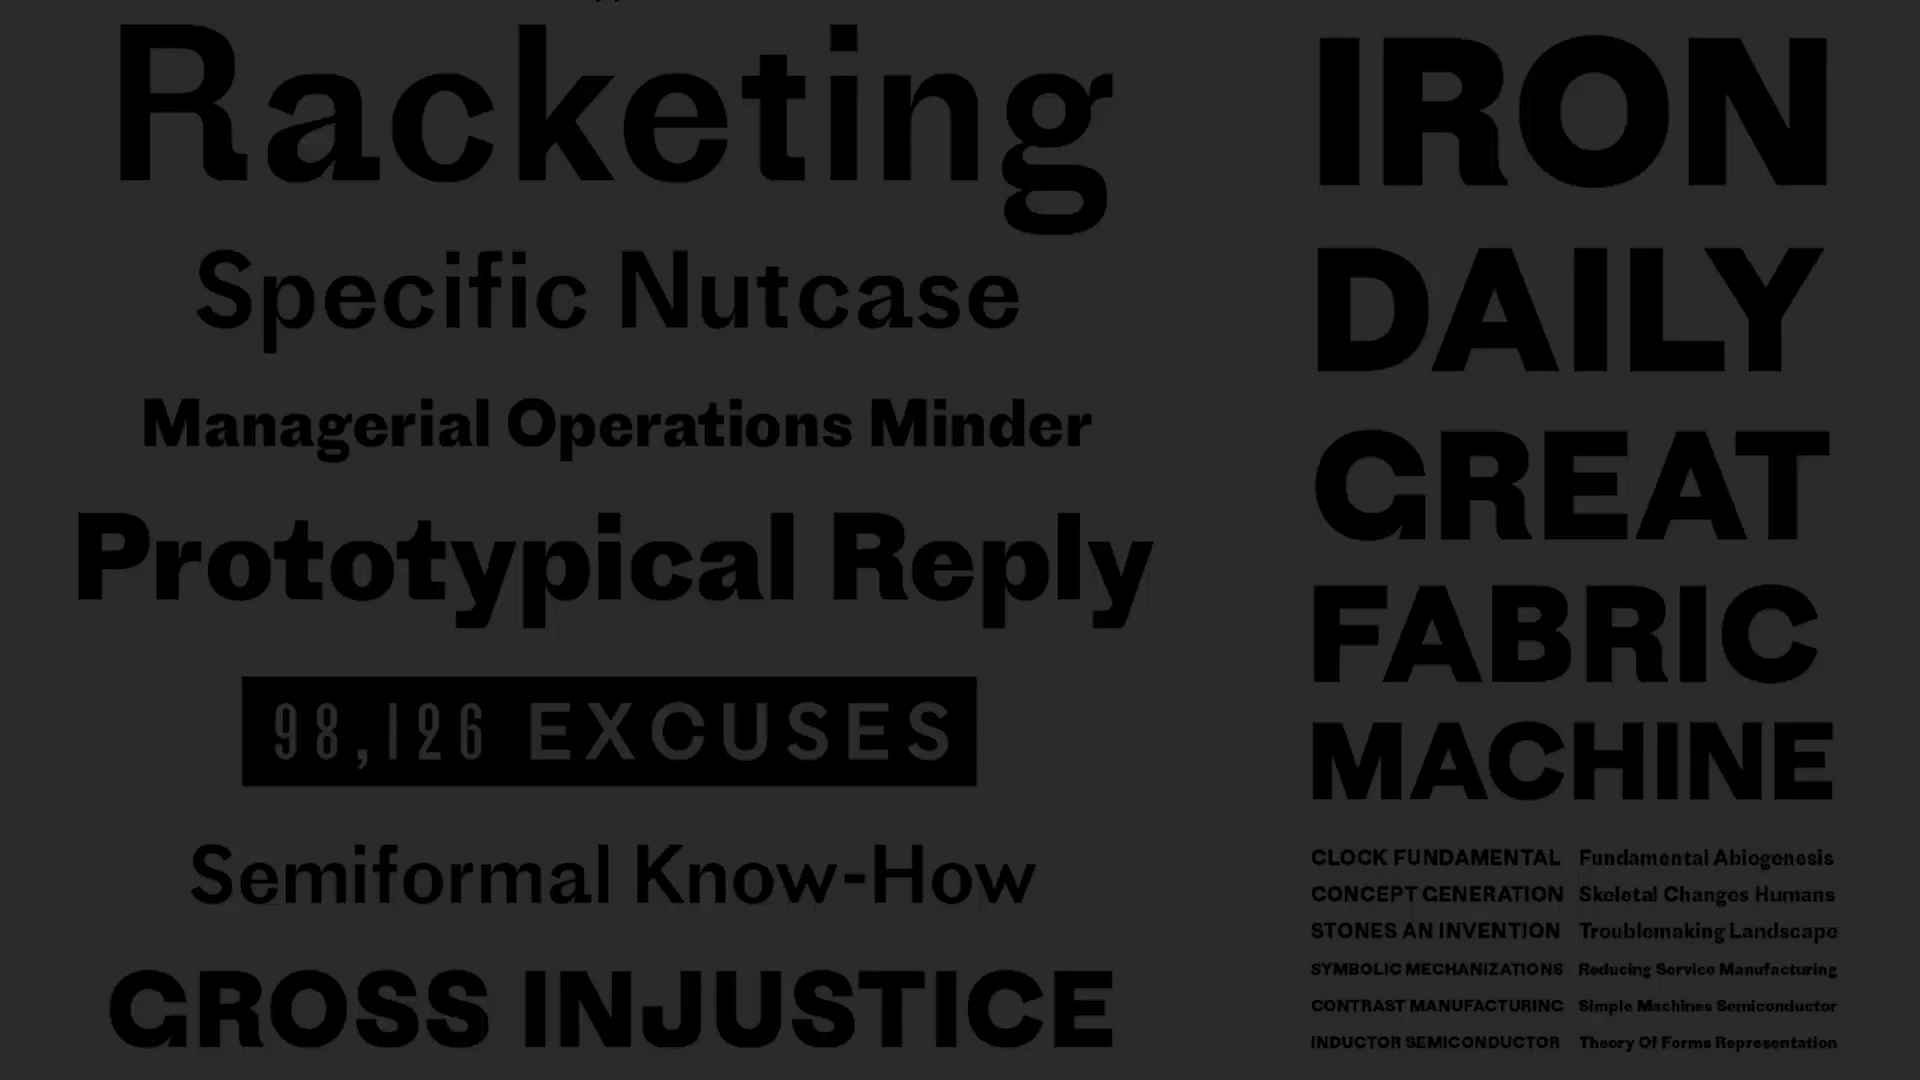 Racketing
Specific Nutcase
Managerial Operations Minder
Prototypical Reply
98,126 EXCUSES
Semiformal Know-How
GROSS INJUSTICE
IRON
DAILY
GREAT
FABRIC
MACHINE
CLOCK FUNDAMENTAL
CONCEPT GENERATION
STONES AN INVENTION
SYMBOLIC MECHANIZATIONS
CONTRAST MANUFACTURING
INDUCTOR SEMICONDUCTOR
Fundamental Abiogenesis
Skeletal Changes Humans
Troublemaking Landscape
Reducing Service Manufacturing
Simple Machines Semiconductor
Theory Of Forms Representation